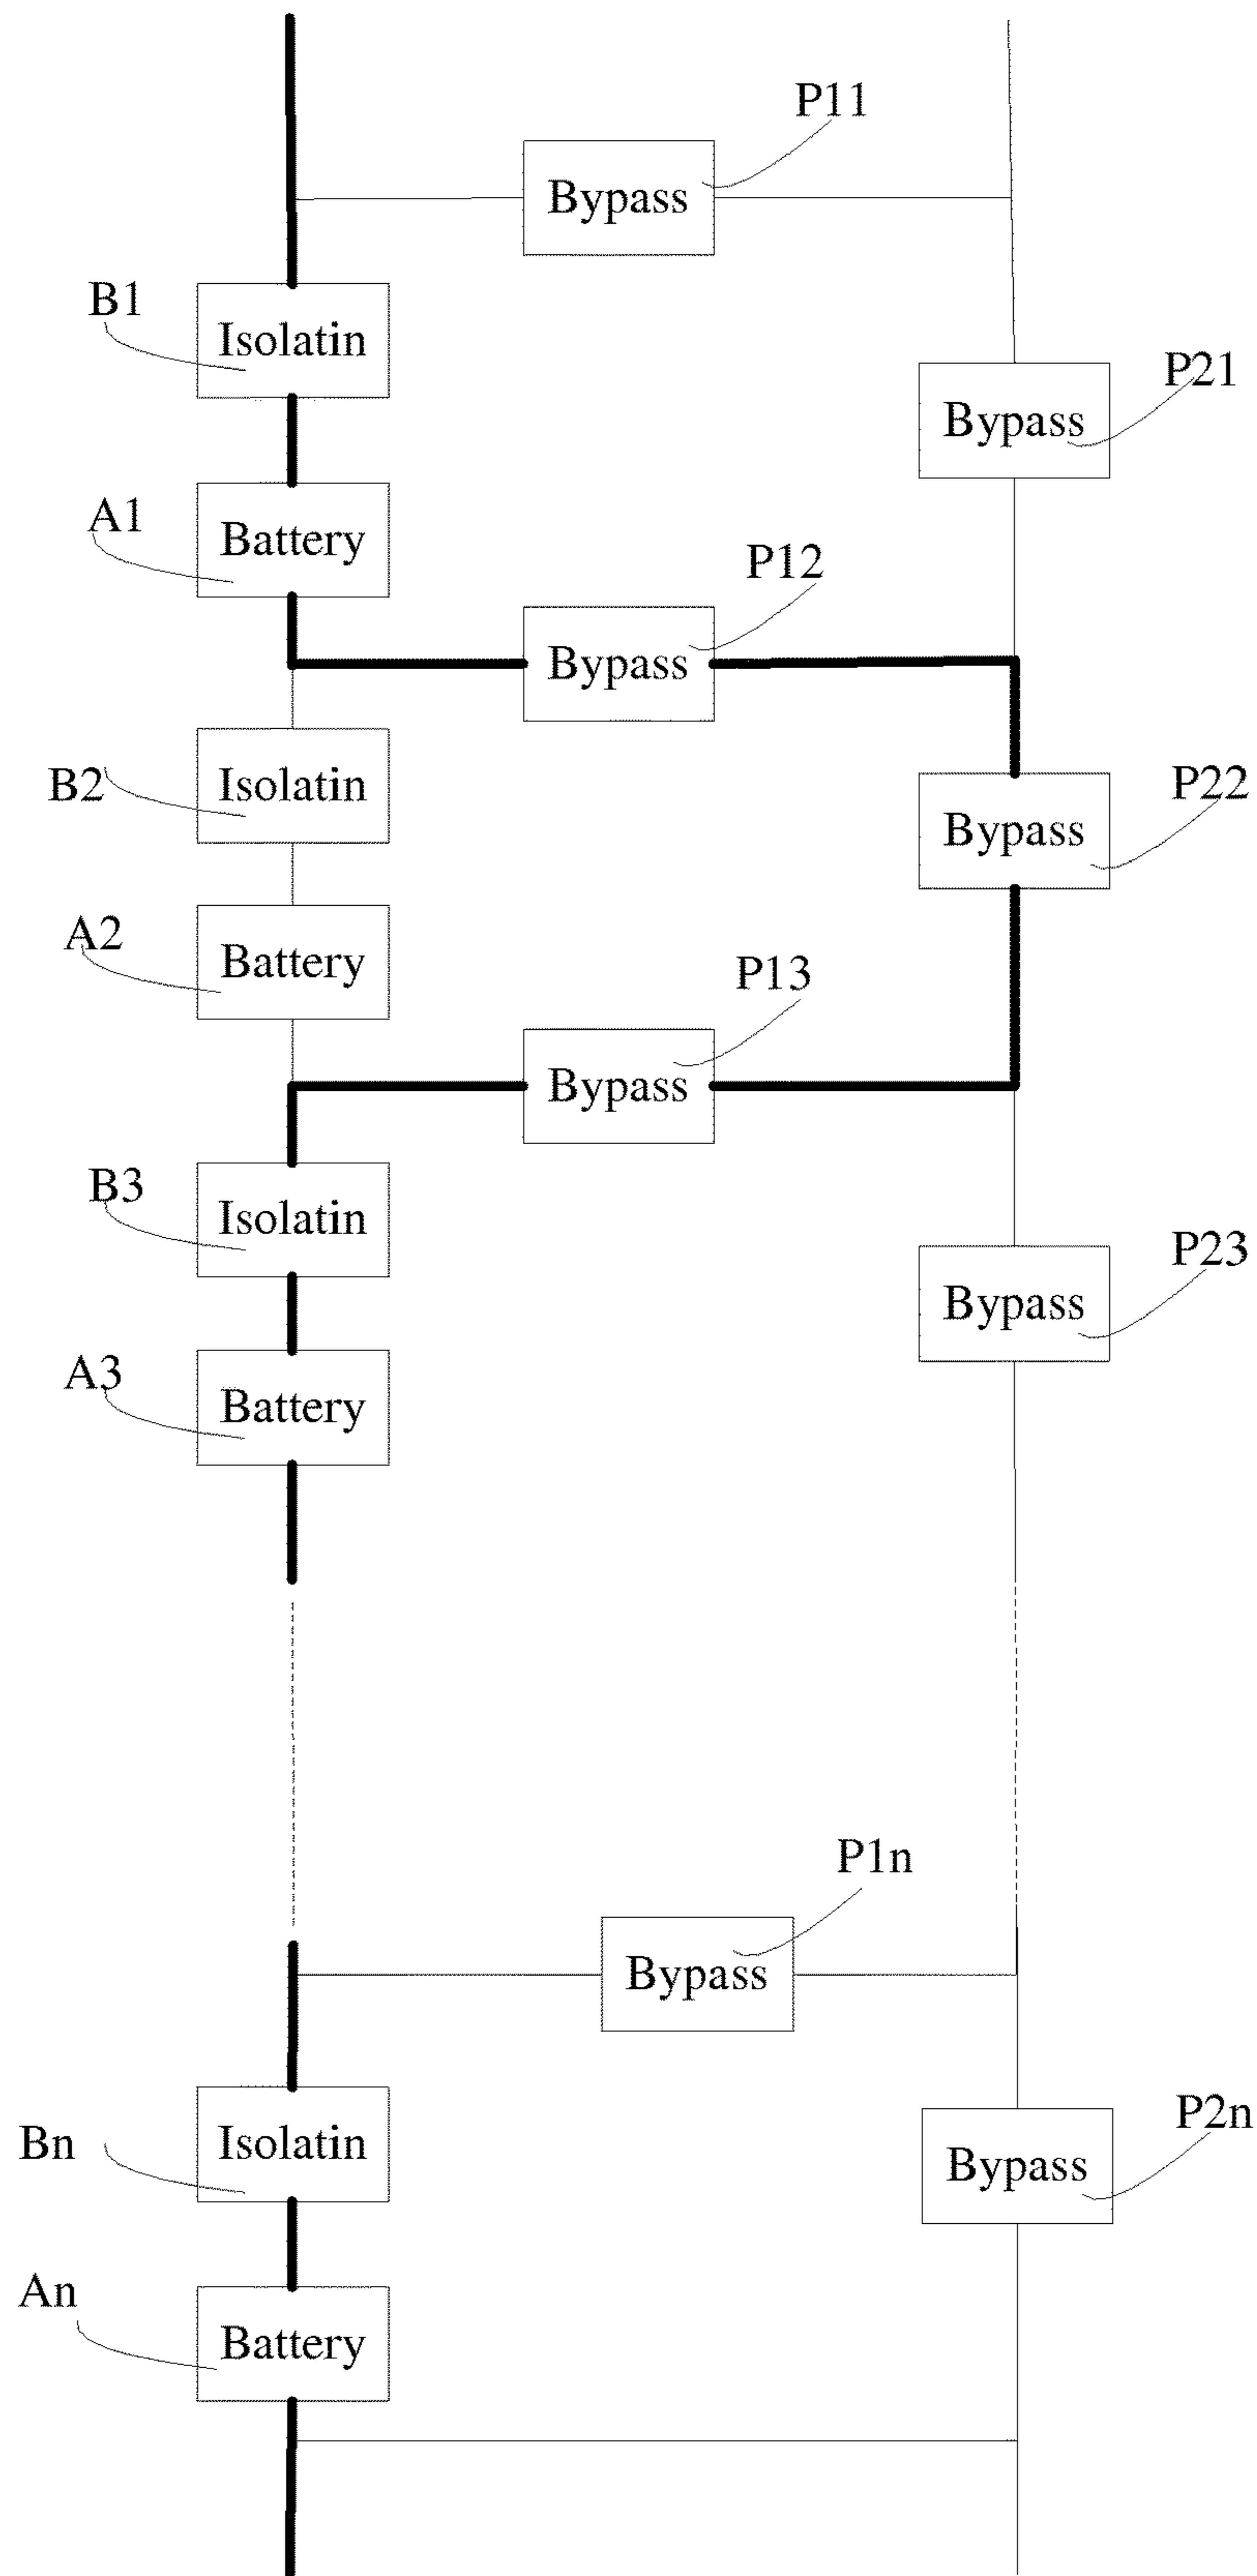 P11
Bypass
B1
Isolatin
P21
Bypass
A1
Battery
P12
Bypass
B2
Isolatin
P22
Bypass
A2
Battery
P13
Bypass
B3
Isolatin
P23
Bypass
A3
Battery
P1n
Bypass
Bn
Isolatin
P2n
Bypass
An
Battery